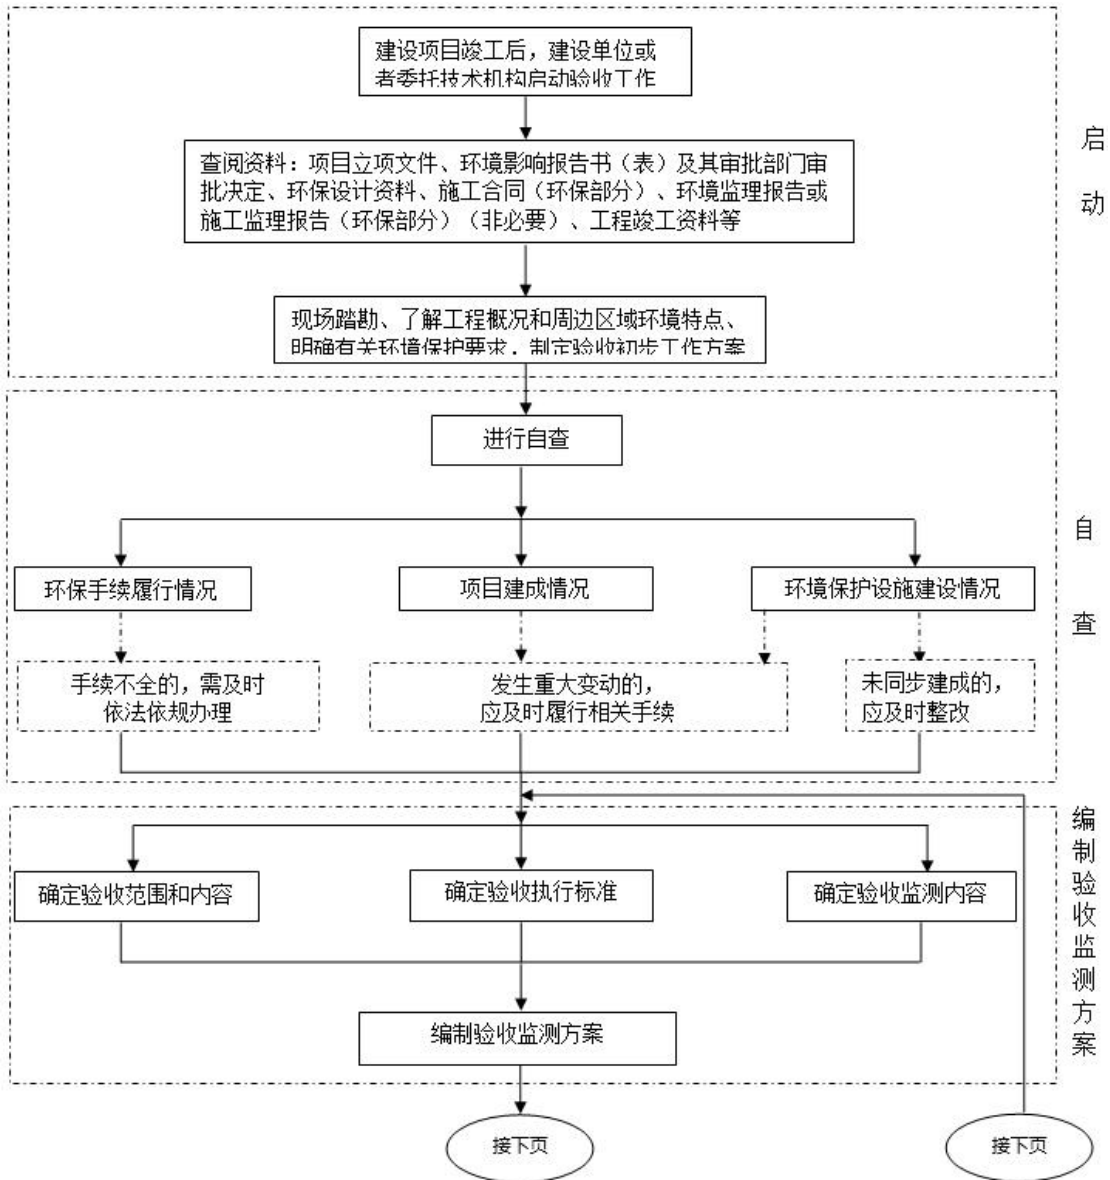 建设项目竣工后，建设单位或
者委托技术机构启动验收工作
查阅资料：项目立项文件、环境影响报告书（表）及其审批部门审
批决定、环保设计资料、施工合同（环保部分）、环境监理报告或
施工监理报告（环保部分）（非必要）、工程竣工资料等
现场踏勘、了解工程概况和周边区域环境特点、
明确有关环境保护要求，制定验收初步工作方案
启
动
进行自查
环保手续履行情况
项目建成情况
环境保护设施建设情况
手续不全的，需及时
依法依规办理
发生重大变动的，
应及时履行相关手续
未同步建成的，
应及时整改
自
查
确定验收范围和内容
确定验收执行标准
确定验收监测内容
编制验收监测方案
编
制
验
收
监
测
方
案
接下页
接下页